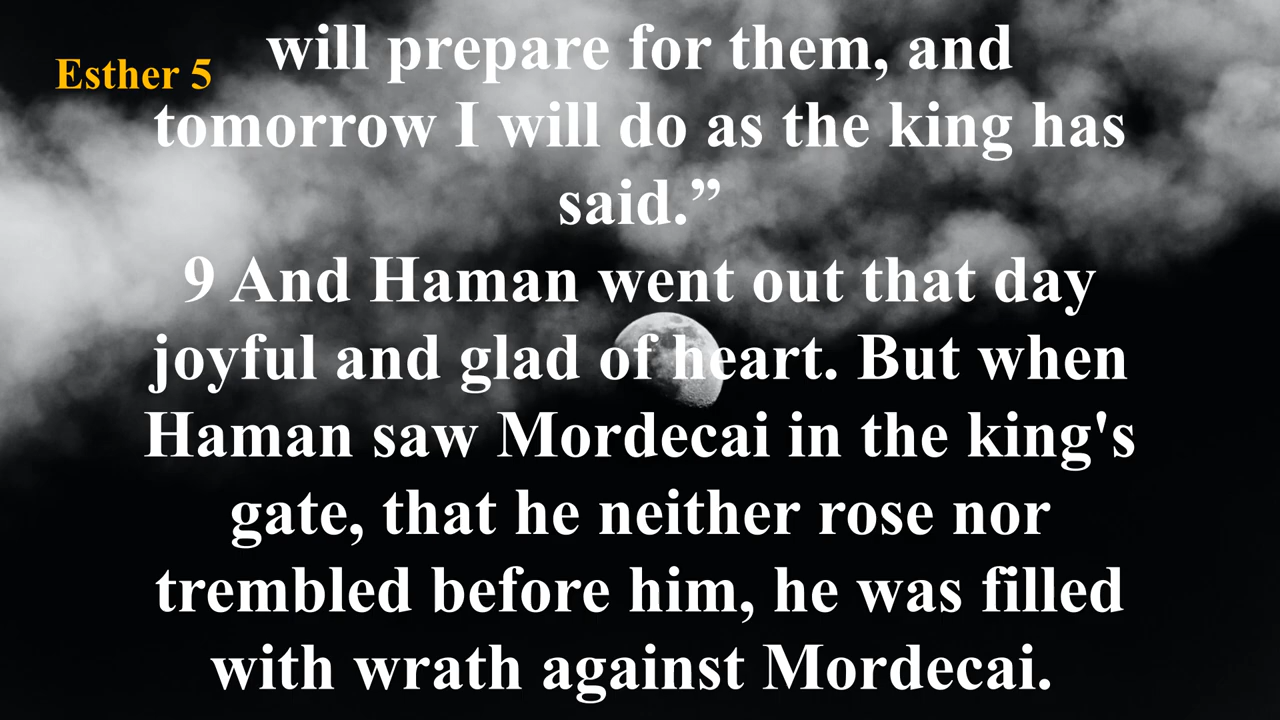 Esther 5
will prepare for them, and
tomorrow I will do as the king has
said.”
9 And Haman went out that day
joyful and glad of heart. But when
Haman saw Mordecai in the king's
gate, that he neither rose nor
trembled before him, he was filled
with wrath against Mordecai.